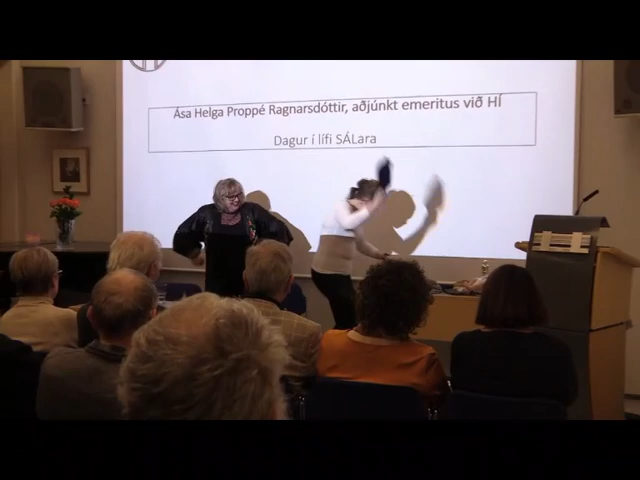 Ása Helga Proppé Ragnarsdóttir, aðjúnkt emeritus við HÍ
Dagur í lífi SÁLara